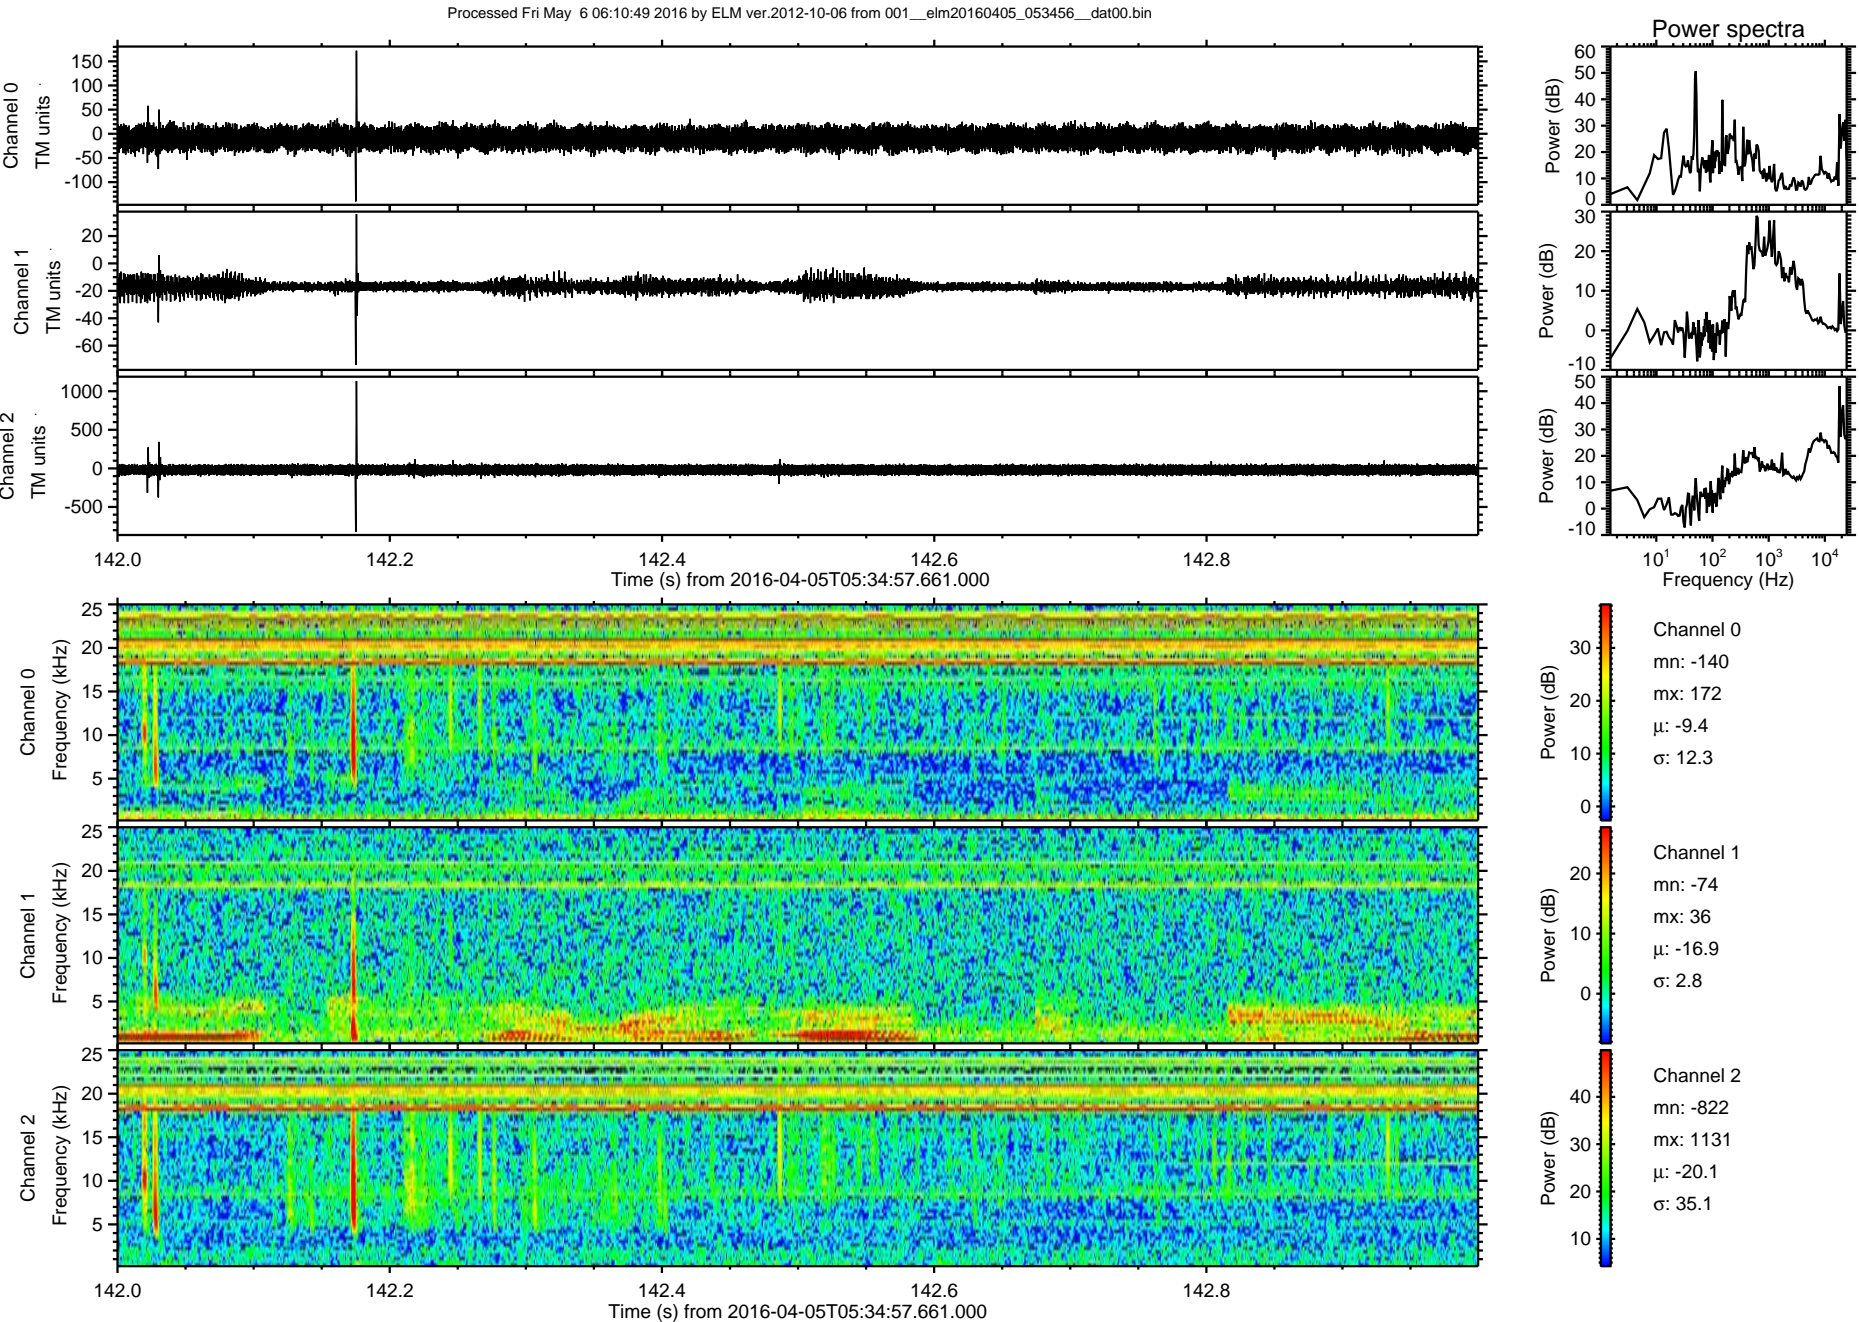 Processed Fri May  6 06:10:49 2016 by ELM ver.2012-10-06 from 001__elm20160405_053456__dat00.bin
Power spectra
Channel 0
TM units
150
100
50
0
-50
-100
Power (dB)
60
50
40
30
20
10
0
Channel 1
TM units
20
0
-20
-40
-60
Power (dB)
30
20
10
0
-10
Channel 2
TM units
1000
500
0
-500
Power (dB)
50
40
30
20
10
0
-10
142.0 142.2 142.4 142.6 142.8
Time (s) from 2016-04-05T05:34:57.661.000
10¹ 10² 10³ 10⁴
Frequency (Hz)
Channel 0
Frequency (kHz)
25
20
15
10
5
Power (dB)
30
20
10
0
Channel 0
mn: -140
mx: 172
μ: -9.4
σ: 12.3
Channel 1
Frequency (kHz)
25
20
15
10
5
Power (dB)
20
10
0
Channel 1
mn: -74
mx: 36
μ: -16.9
σ: 2.8
Channel 2
Frequency (kHz)
25
20
15
10
5
Power (dB)
40
30
20
10
Channel 2
mn: -822
mx: 1131
μ: -20.1
σ: 35.1
142.0 142.2 142.4 142.6 142.8
Time (s) from 2016-04-05T05:34:57.661.000